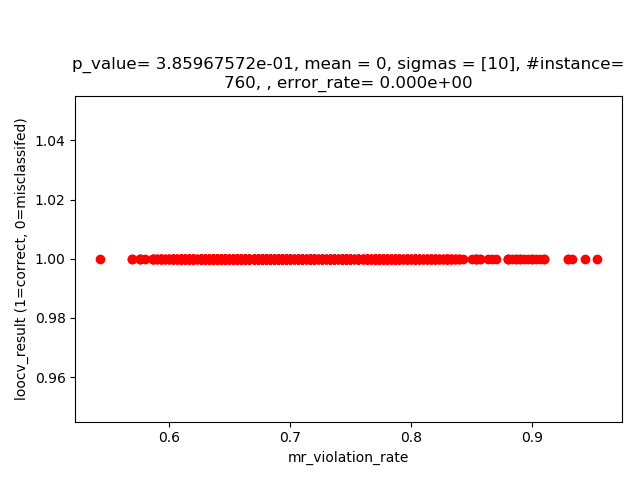 p_value= 3.85967572e-01, mean = 0, sigmas = [10], #instance=
760, , error_rate= 0.000e+00
1.04
1.02
1.00
0.98
0.96
loocv_result (1=correct, 0=misclassifed)
0.6 0.7 0.8 0.9
mr_violation_rate